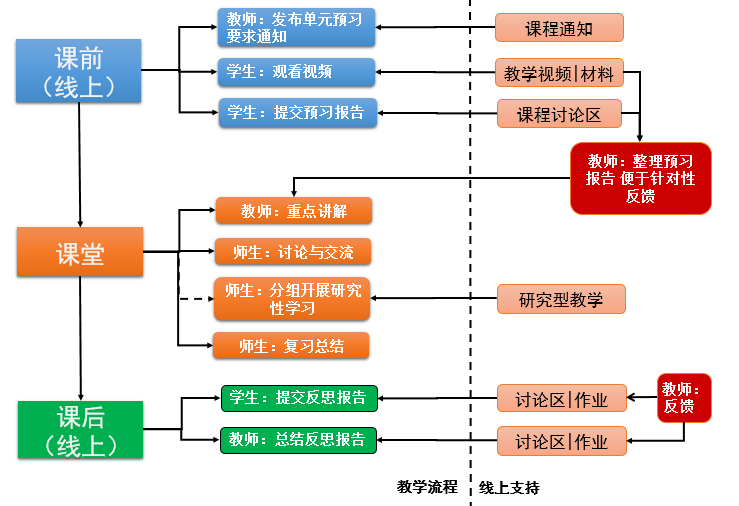 课前
（线上）
教师：发布单元预习
要求通知
学生：观看视频
学生：提交预习报告
课程通知
教学视频|材料
课程讨论区
教师：整理预习
报告 便于针对性
反馈
课堂
教师：重点讲解
师生：讨论与交流
师生：分组开展研究
性学习
师生：复习总结
研究型教学
课后
（线上）
学生：提交反思报告
教师：总结反思报告
讨论区|作业
讨论区|作业
教师：
反馈
教学流程
线上支持